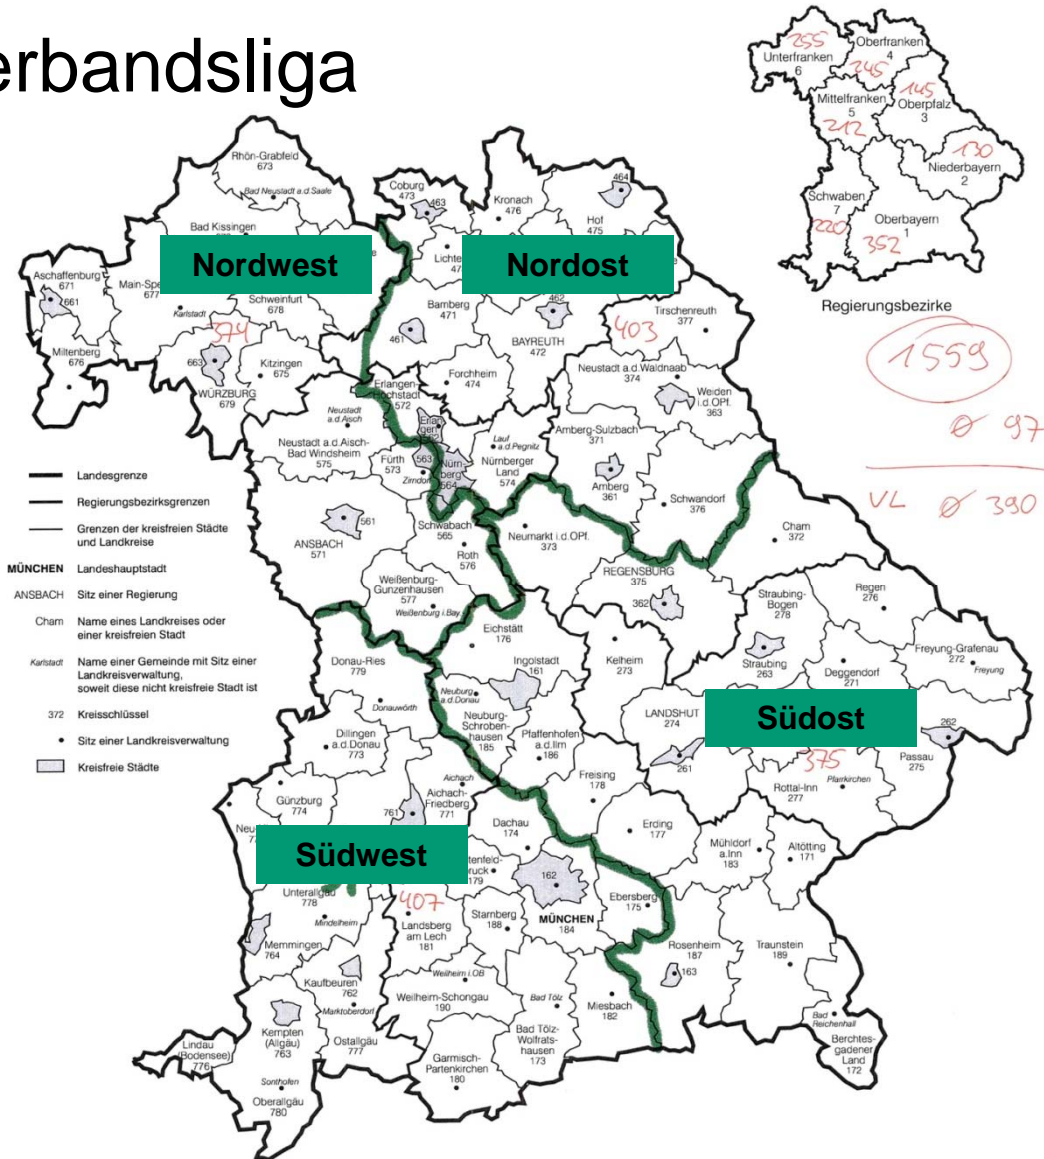 erbandsliga
255
Unterfranken
6
Oberfranken
4
245
Mittelfranken
5
212
145
Oberpfalz
3
130
Niederbayern
2
Schwaben
7
220
Oberbayern
1
352
Regierungsbezirke
1559
Ø 97
VL Ø 390
Rhön-Grabfeld
673
Bad Neustadt a.d.Saale
Bad Kissingen
Nordwest
Aschaffenburg
671
661
Main-Spe
677
Karlstadt
Schweinfurt
678
374
Miltenberg
676
663
WÜRZBURG
679
Kitzingen
675
Coburg
473
463
Kronach
476
464
Hof
475
Lichte
47
Nordost
Bamberg
471
461
462
BAYREUTH
472
403
Tirschenreuth
377
Forchheim
474
Neustadt a.d.Waldnaab
374
Weiden
i.d.OPf.
363
Erlangen-
Höchstadt
572
Neustadt
a.d.Aisch
Neustadt a.d.Aisch-
Bad Windsheim
575
Fürth
573
Zirndorf
563
Nürn-
berg
564
Lauf
a.d.Pegnitz
Nürnberger
Land
574
Amberg-Sulzbach
371
Amberg
361
Schwandorf
376
Cham
372
561
ANSBACH
571
Schwabach
565
Roth
576
Neumarkt i.d.OPf.
373
REGENSBURG
375
362
Weißenburg-
Gunzenhausen
577
Weißenburg i.Bay.
Landesgrenze
Regierungsbezirksgrenzen
Grenzen der kreisfreien Städte
und Landkreise
MÜNCHEN Landeshauptstadt
ANSBACH Sitz einer Regierung
Cham Name eines Landkreises oder
einer kreisfreien Stadt
Karlstadt Name einer Gemeinde mit Sitz einer
Landkreisverwaltung,
soweit diese nicht kreisfreie Stadt ist
372 Kreisschlüssel
Sitz einer Landkreisverwaltung
Kreisfreie Städte
Straubing-
Bogen
278
Regen
276
Straubing
263
Freyung-Grafenau
272
Freyung
Deggendorf
271
Eichstätt
176
Ingolstadt
161
Kelheim
273
Donau-Ries
779
Donauwörth
Neuburg
a.d.Donau
Neuburg-
Schroben-
hausen
185
Pfaffenhofen
a.d.Ilm
186
LANDSHUT
274
261
Südost
375
262
Passau
275
Pfarrkirchen
Rottal-Inn
277
Dillingen
a.d.Donau
773
Günzburg
774
Aichach
Aichach-
Friedberg
771
761
Freising
178
Dachau
174
Erding
177
Mühldorf
a.Inn
183
Altötting
171
Südwest
tenfeld-
ruck
179
162
MÜNCHEN
184
Ebersberg
175
Unterallgäu
778
Mindelheim
407
Landsberg
am Lech
181
Starnberg
188
Rosenheim
187
163
Traunstein
189
Memmingen
764
Kaufbeuren
762
Marktoberdorf
Weilheim i.OB
Weilheim-Schongau
190
Bad Tölz
Bad Tölz-
Wolfrats-
hausen
173
Miesbach
182
Bad
Reichenhall
Berchtes-
gadener
Land
172
Kempten
(Allgäu)
763
Ostallgäu
777
Lindau
(Bodensee)
776
Sonthofen
Oberallgäu
780
Garmisch-
Partenkirchen
180